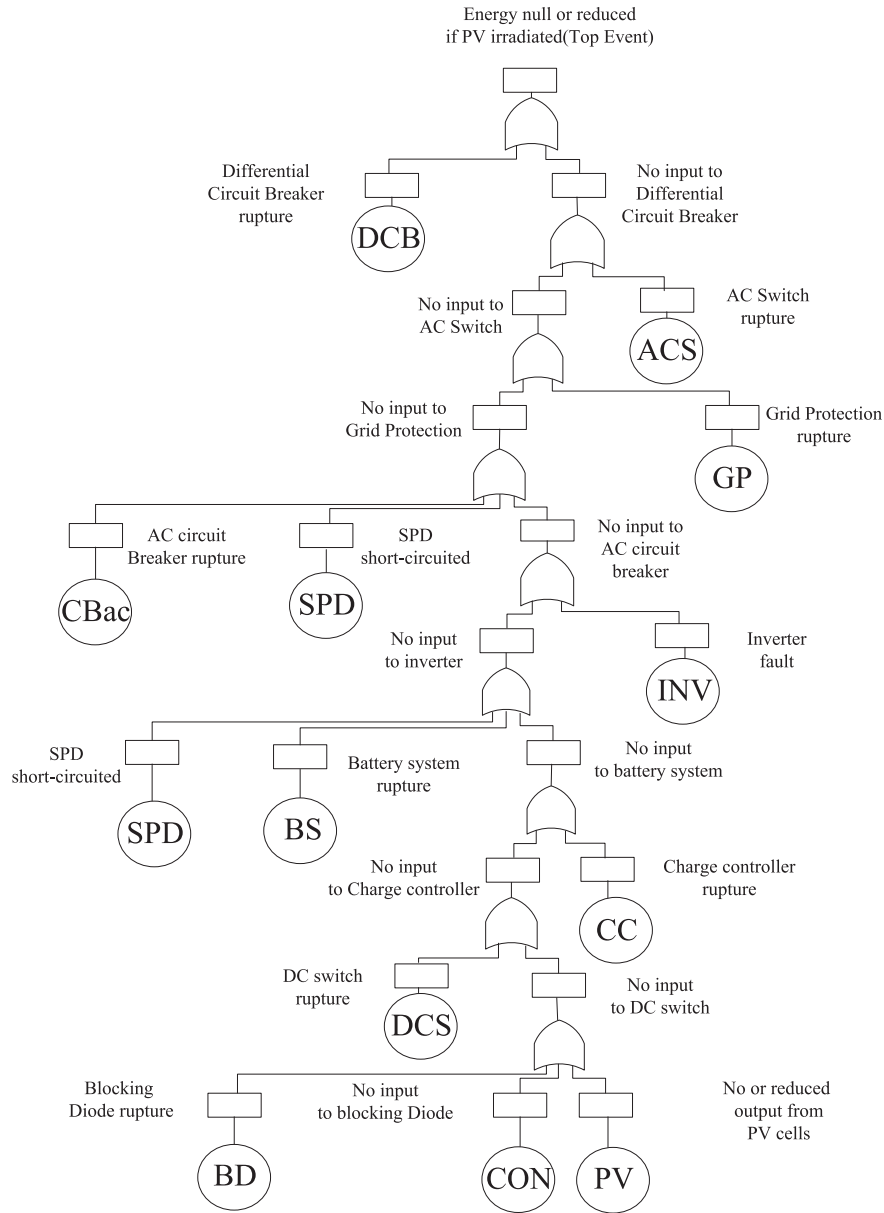 Energy null or reduced
if PV irradiated(Top Event)
Differential
Circuit Breaker
rupture
No input to
Differential
Circuit Breaker
DCB
No input to
AC Switch
AC Switch
rupture
ACS
No input to
Grid Protection
Grid Protection
rupture
GP
AC circuit
Breaker rupture
SPD
short-circuited
No input to
AC circuit
breaker
CBac
SPD
No input
to inverter
Inverter
fault
INV
SPD
short-circuited
Battery system
rupture
No input
to battery system
SPD
BS
No input
to Charge controller
Charge controller
rupture
CC
DC switch
rupture
No input
to DC switch
DCS
Blocking
Diode rupture
No input
to blocking Diode
No or reduced
output from
PV cells
BD
CON
PV